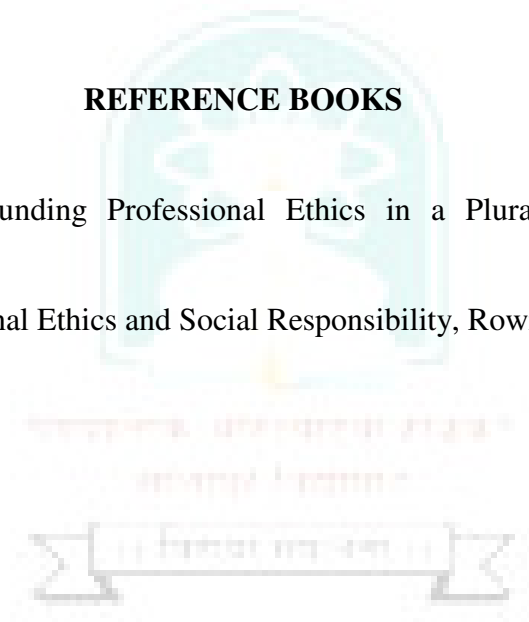 REFERENCE BOOKS
unding Professional Ethics in a Plura
nal Ethics and Social Responsibility, Row